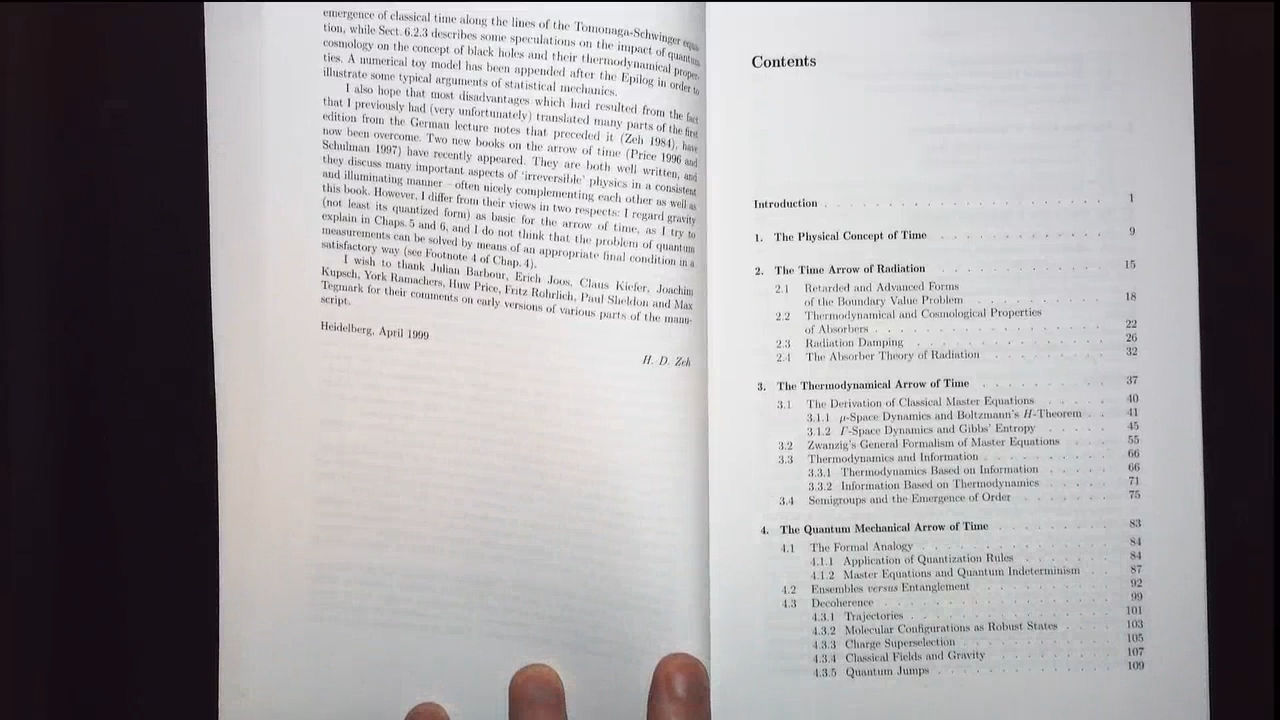 emergence of classical time along the lines of the Tomonaga-Schwinger equa-
tion, while Sect. 6.2.3 describes some speculations on the impact of quantum
cosmology on the concept of black holes and their thermodynamical proper-
ties. A numerical toy model has been appended after the Epilog in order to
illustrate some typical arguments of statistical mechanics.
I also hope that most disadvantages which had resulted from the fact
that I previously had (very unfortunately) translated many parts of the first
edition from the German lecture notes that preceded it (Zeh 1984), have
now been overcome. Two new books on the arrow of time (Price 1996 and
Schulman 1997) have recently appeared. They are both well written, and
they discuss many important aspects of 'irreversible' physics in a consistent
and illuminating manner – often nicely complementing each other as well as
this book. However, I differ from their views in two respects: I regard gravity
(not least its quantized form) as basic for the arrow of time, as I try to
explain in Chaps. 5 and 6, and I do not think that the problem of quantum
measurements can be solved by means of an appropriate final condition in a
satisfactory way (see Footnote 4 of Chap. 4).
I wish to thank Julian Barbour, Erich Joos, Claus Kiefer, Joachim
Kupsch, York Ramachers, Huw Price, Fritz Rohrlich, Paul Sheldon and Max
Tegmark for their comments on early versions of various parts of the manu-
script.
Heidelberg, April 1999
H. D. Zeh
Contents
Introduction . . . . . . . . . . . . . . . . . . . . 1
1. The Physical Concept of Time . . . . . . . . . . . . 9
2. The Time Arrow of Radiation . . . . . . . . . . . . 15
2.1 Retarded and Advanced Forms
of the Boundary Value Problem . . . . . . . . . . 18
2.2 Thermodynamical and Cosmological Properties
of Absorbers . . . . . . . . . . . . . . . . 22
2.3 Radiation Damping . . . . . . . . . . . . . . 26
2.4 The Absorber Theory of Radiation . . . . . . . . . 32
3. The Thermodynamical Arrow of Time . . . . . . . . . 37
3.1 The Derivation of Classical Master Equations . . . . . 40
3.1.1 μ-Space Dynamics and Boltzmann's H-Theorem . . 41
3.1.2 Γ-Space Dynamics and Gibbs' Entropy . . . . . 45
3.2 Zwanzig's General Formalism of Master Equations . . . 55
3.3 Thermodynamics and Information . . . . . . . . . 66
3.3.1 Thermodynamics Based on Information . . . . . 66
3.3.2 Information Based on Thermodynamics . . . . . 71
3.4 Semigroups and the Emergence of Order . . . . . . . 75
4. The Quantum Mechanical Arrow of Time . . . . . . . . 83
4.1 The Formal Analogy . . . . . . . . . . . . . . 84
4.1.1 Application of Quantization Rules . . . . . . . 84
4.1.2 Master Equations and Quantum Indeterminism . . 87
4.2 Ensembles versus Entanglement . . . . . . . . . . 92
4.3 Decoherence . . . . . . . . . . . . . . . . . 99
4.3.1 Trajectories . . . . . . . . . . . . . . . 101
4.3.2 Molecular Configurations as Robust States . . . . 103
4.3.3 Charge Superselection . . . . . . . . . . . 105
4.3.4 Classical Fields and Gravity . . . . . . . . . 107
4.3.5 Quantum Jumps . . . . . . . . . . . . . . 109